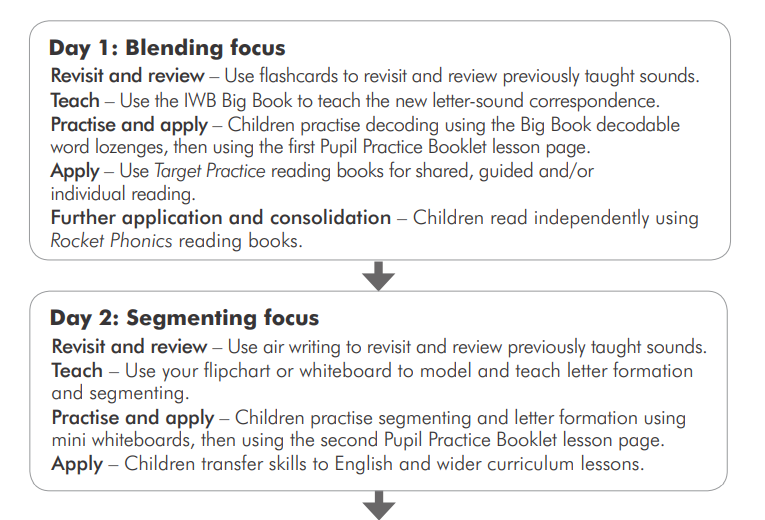 Day 1: Blending focus
Revisit and review – Use flashcards to revisit and review previously taught sounds.
Teach – Use the IWB Big Book to teach the new letter-sound correspondence.
Practise and apply – Children practise decoding using the Big Book decodable
word lozenges, then using the first Pupil Practice Booklet lesson page.
Apply – Use Target Practice reading books for shared, guided and/or
individual reading.
Further application and consolidation – Children read independently using
Rocket Phonics reading books.
Day 2: Segmenting focus
Revisit and review – Use air writing to revisit and review previously taught sounds.
Teach – Use your flipchart or whiteboard to model and teach letter formation
and segmenting.
Practise and apply – Children practise segmenting and letter formation using
mini whiteboards, then using the second Pupil Practice Booklet lesson page.
Apply – Children transfer skills to English and wider curriculum lessons.